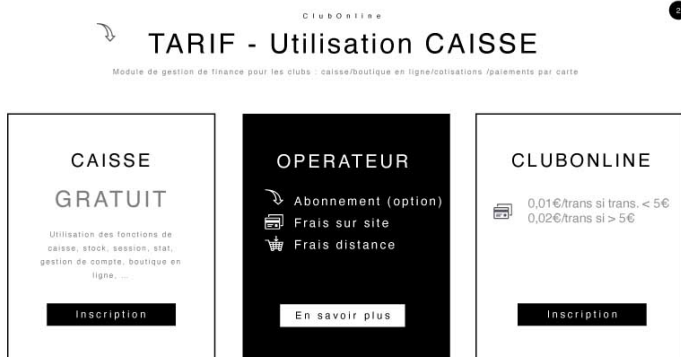 ClubOnline
2
TARIF - Utilisation CAISSE
Module de gestion de finance pour les clubs : caisse/boutique en ligne/cotisations /paiements par carte
CAISSE
GRATUIT
Utilisation des fonctions de
caisse, stock, session, stat,
gestion de compte, boutique en
ligne, ...
Inscription
OPERATEUR
Abonnement (option)
Frais sur site
Frais distance
En savoir plus
CLUBONLINE
0,01€/trans si trans. < 5€
0,02€/trans si > 5€
Inscription